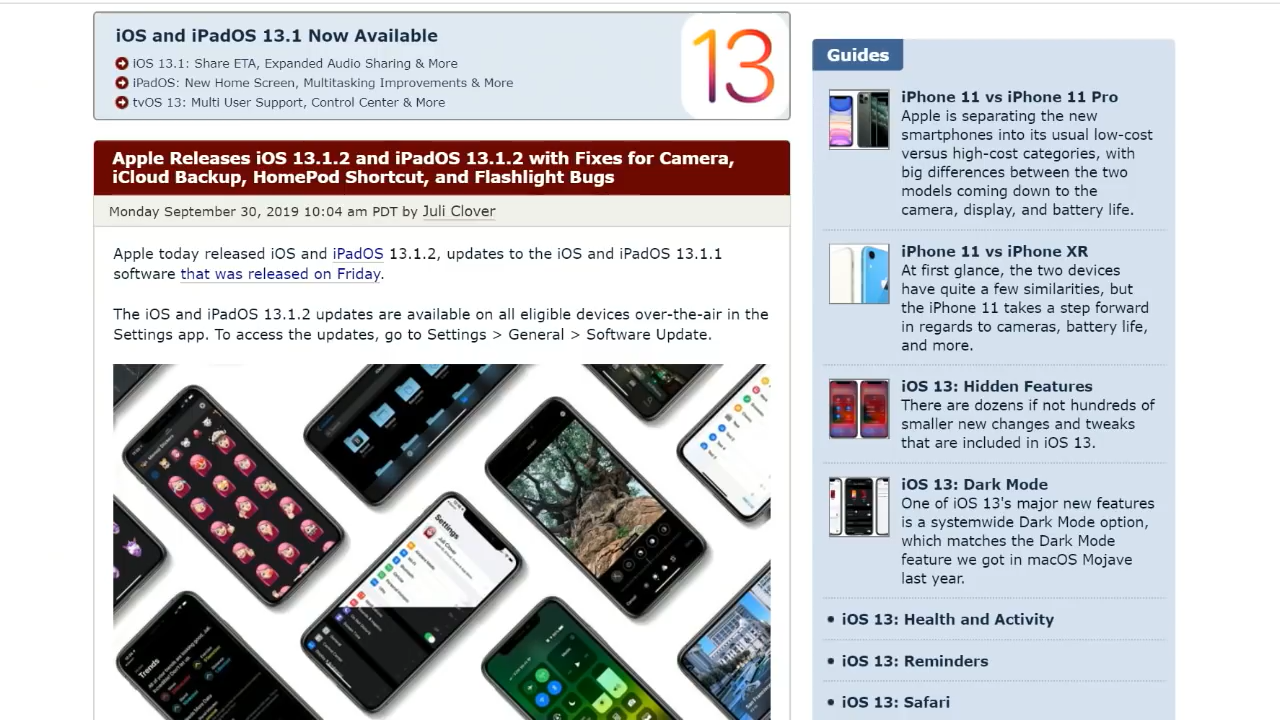 iOS and iPadOS 13.1 Now Available
iOS 13.1: Share ETA, Expanded Audio Sharing & More
iPadOS: New Home Screen, Multitasking Improvements & More
tvOS 13: Multi User Support, Control Center & More
13
Apple Releases iOS 13.1.2 and iPadOS 13.1.2 with Fixes for Camera,
iCloud Backup, HomePod Shortcut, and Flashlight Bugs
Monday September 30, 2019 10:04 am PDT by Juli Clover
Apple today released iOS and iPadOS 13.1.2, updates to the iOS and iPadOS 13.1.1
software that was released on Friday.
The iOS and iPadOS 13.1.2 updates are available on all eligible devices over-the-air in the
Settings app. To access the updates, go to Settings > General > Software Update.
Settings
Trends
Guides
iPhone 11 vs iPhone 11 Pro
Apple is separating the new
smartphones into its usual low-cost
versus high-cost categories, with
big differences between the two
models coming down to the
camera, display, and battery life.
iPhone 11 vs iPhone XR
At first glance, the two devices
have quite a few similarities, but
the iPhone 11 takes a step forward
in regards to cameras, battery life,
and more.
iOS 13: Hidden Features
There are dozens if not hundreds of
smaller new changes and tweaks
that are included in iOS 13.
iOS 13: Dark Mode
One of iOS 13's major new features
is a systemwide Dark Mode option,
which matches the Dark Mode
feature we got in macOS Mojave
last year.
• iOS 13: Health and Activity
• iOS 13: Reminders
• iOS 13: Safari